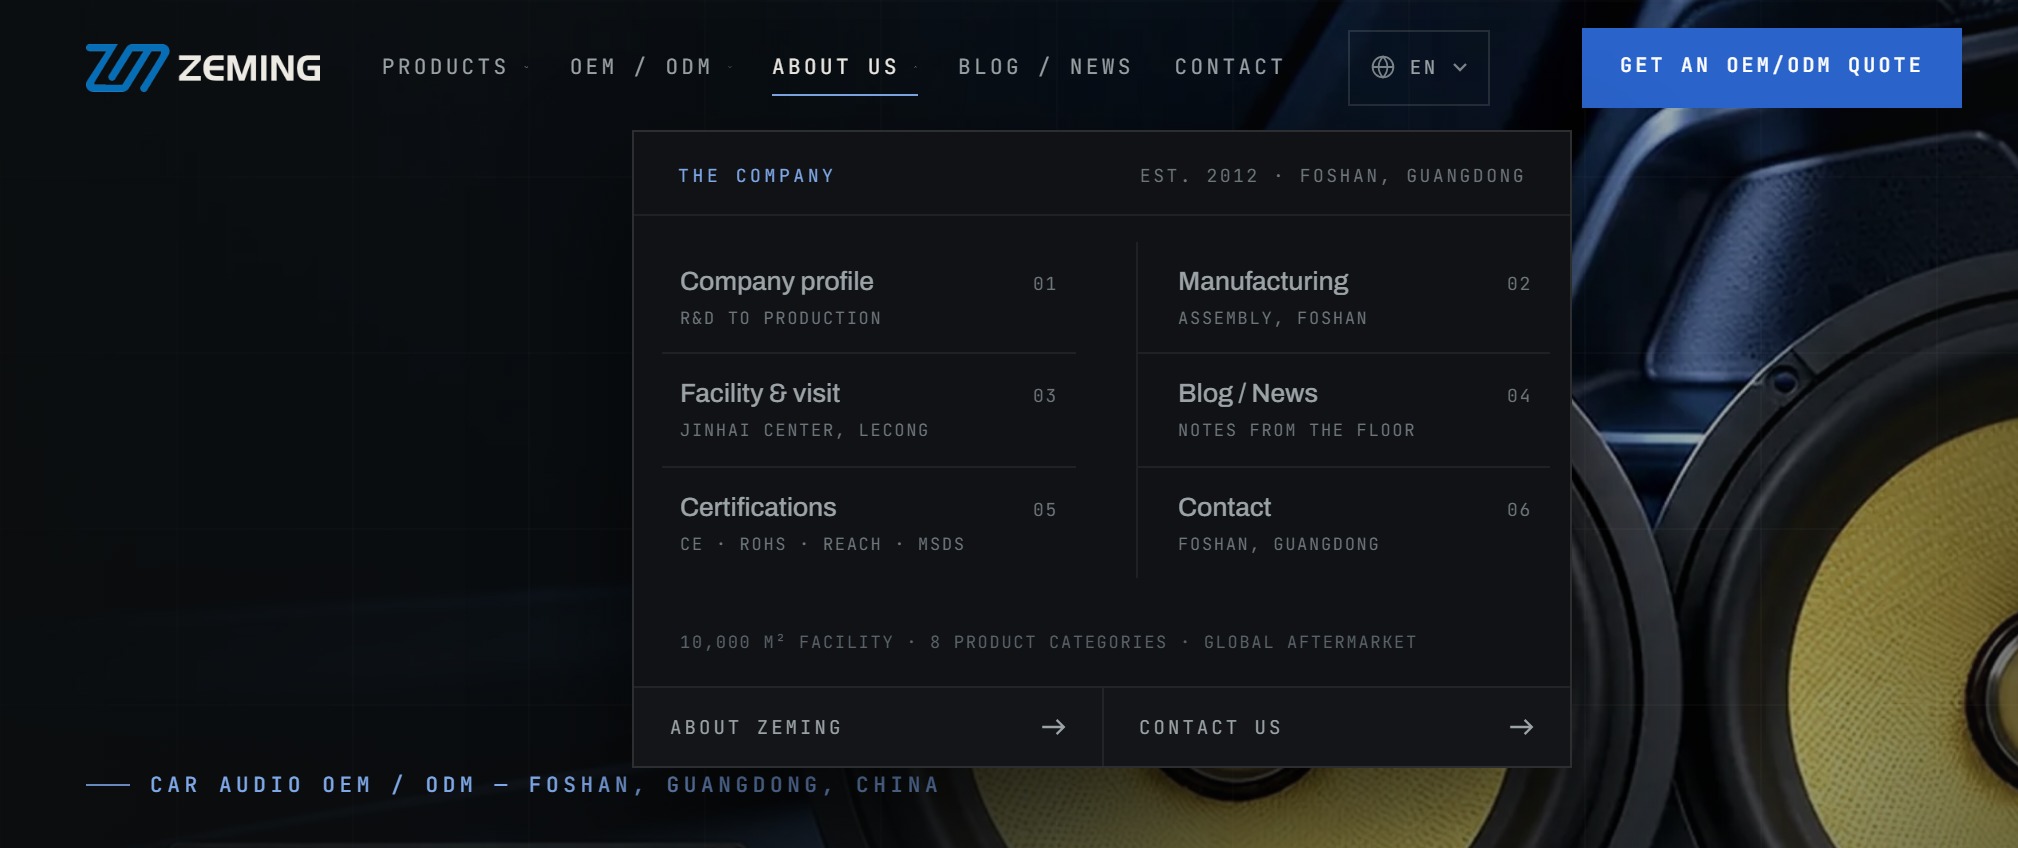 ZEMING
PRODUCTS
OEM / ODM
ABOUT US
BLOG / NEWS
CONTACT
EN
GET AN OEM/ODM QUOTE
THE COMPANY
EST. 2012 · FOSHAN, GUANGDONG
Company profile
01
R&D TO PRODUCTION
Manufacturing
02
ASSEMBLY, FOSHAN
Facility & visit
03
JINHAI CENTER, LECONG
Blog / News
04
NOTES FROM THE FLOOR
Certifications
05
CE · ROHS · REACH · MSDS
Contact
06
FOSHAN, GUANGDONG
10,000 M² FACILITY · 8 PRODUCT CATEGORIES · GLOBAL AFTERMARKET
ABOUT ZEMING →
CONTACT US →
CAR AUDIO OEM / ODM — FOSHAN, GUANGDONG, CHINA